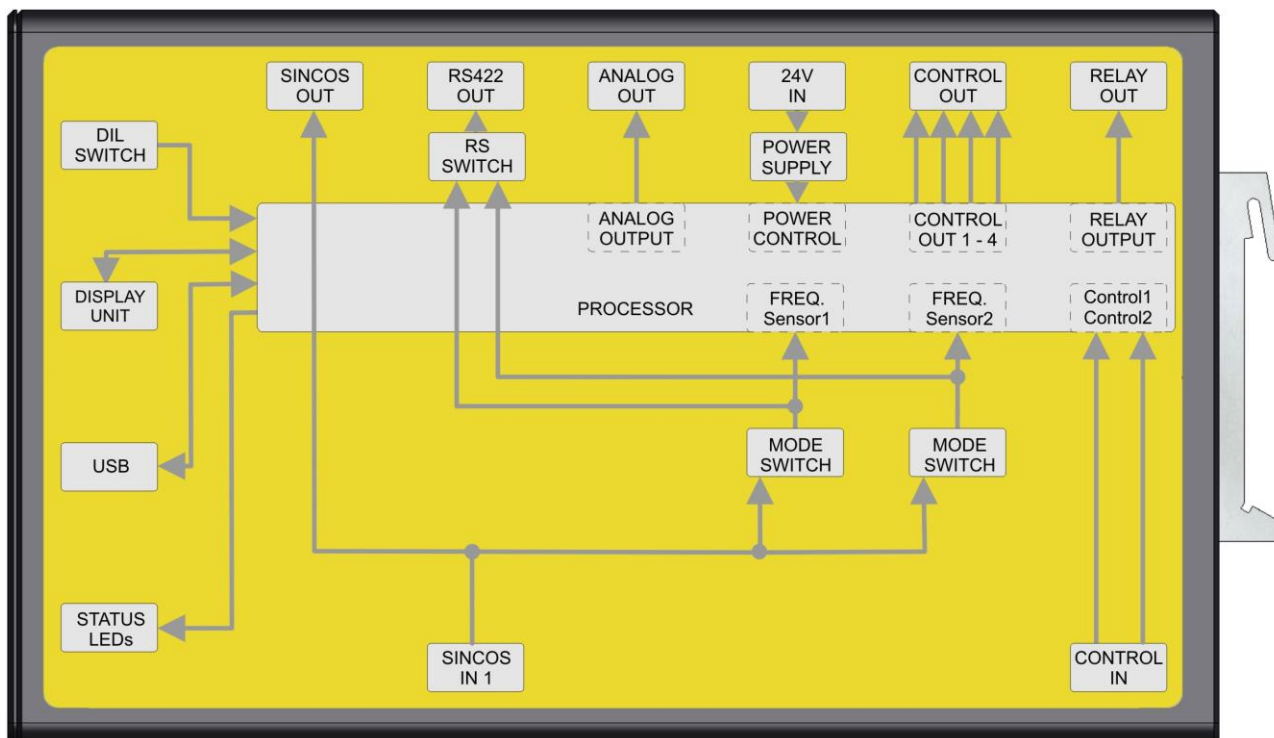 SINCOS
OUT
RS422
OUT
ANALOG
OUT
24V
IN
CONTROL
OUT
RELAY
OUT
DIL
SWITCH
RS
SWITCH
POWER
SUPPLY
ANALOG
OUTPUT
POWER
CONTROL
CONTROL
OUT 1 - 4
RELAY
OUTPUT
DISPLAY
UNIT
PROCESSOR
FREQ.
Sensor1
FREQ.
Sensor2
Control1
Control2
USB
MODE
SWITCH
MODE
SWITCH
STATUS
LEDs
SINCOS
IN 1
CONTROL
IN